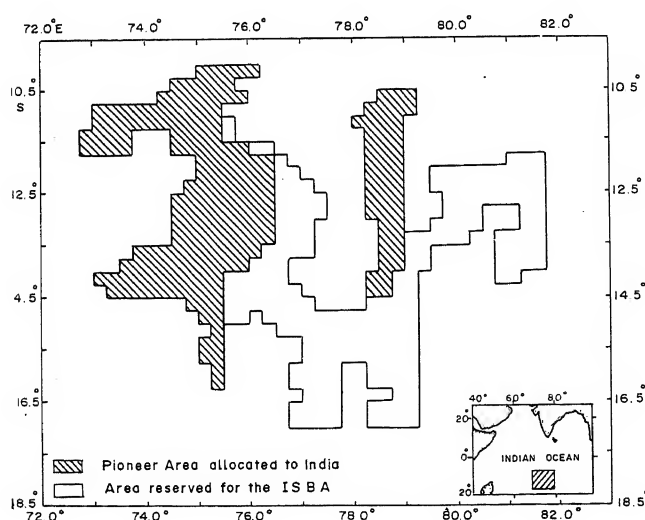 72.0°E 74.0° 76.0° 78.0° 80.0° 82.0°
10.5° S 10.5°
12.5° 12.5°
4.5° 14.5°
16.5° 16.5°
18.5° 18.5°
72.0° 74.0° 76.0° 78.0° 80.0° 82.0°
Pioneer Area allocated to India
Area reserved for the ISBA
40° 60° 80°
20°
0°
20°
INDIAN OCEAN